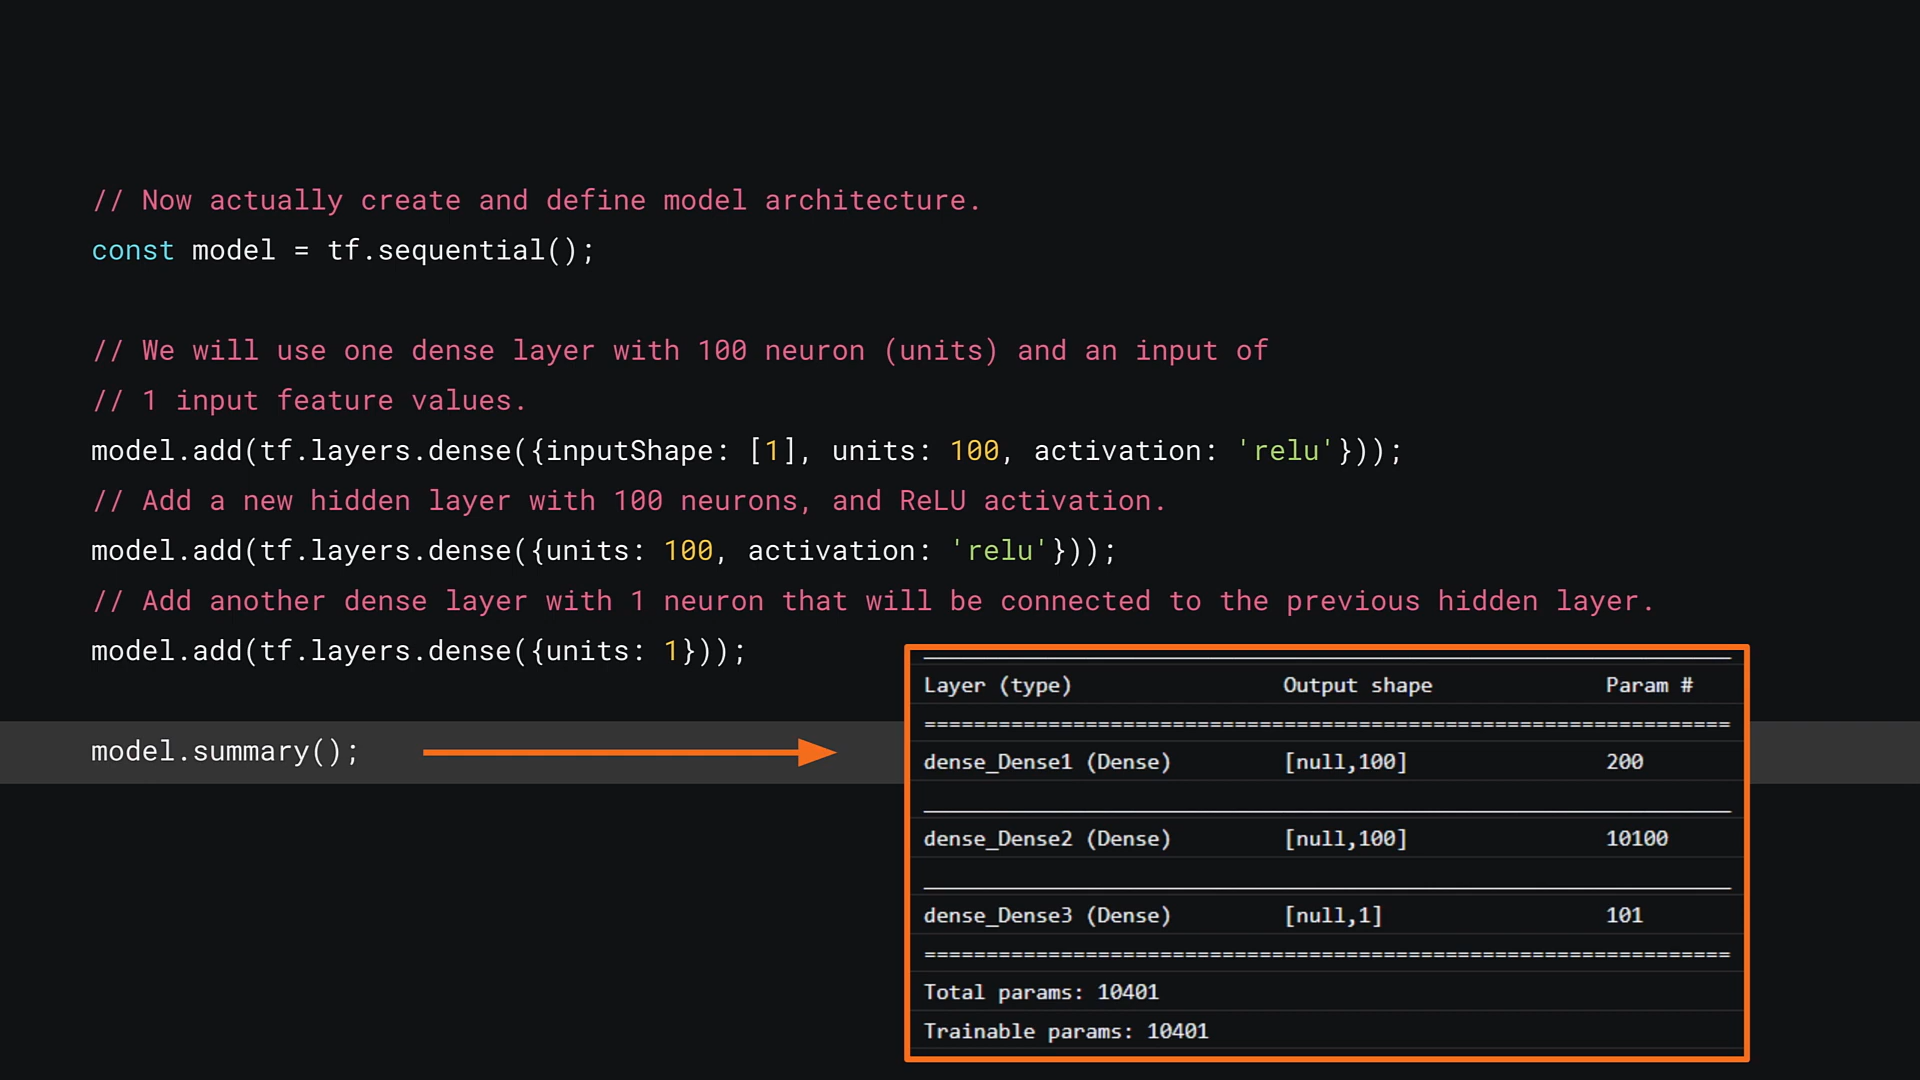 // Now actually create and define model architecture.
const model = tf.sequential();
// We will use one dense layer with 100 neuron (units) and an input of
// 1 input feature values.
model.add(tf.layers.dense({inputShape: [1], units: 100, activation: 'relu'}));
// Add a new hidden layer with 100 neurons, and ReLU activation.
model.add(tf.layers.dense({units: 100, activation: 'relu'}));
// Add another dense layer with 1 neuron that will be connected to the previous hidden layer.
model.add(tf.layers.dense({units: 1}));
model.summary();
Layer (type) Output shape Param #
=================================================================
dense_Dense1 (Dense) [null,100] 200
dense_Dense2 (Dense) [null,100] 10100
dense_Dense3 (Dense) [null,1] 101
=================================================================
Total params: 10401
Trainable params: 10401